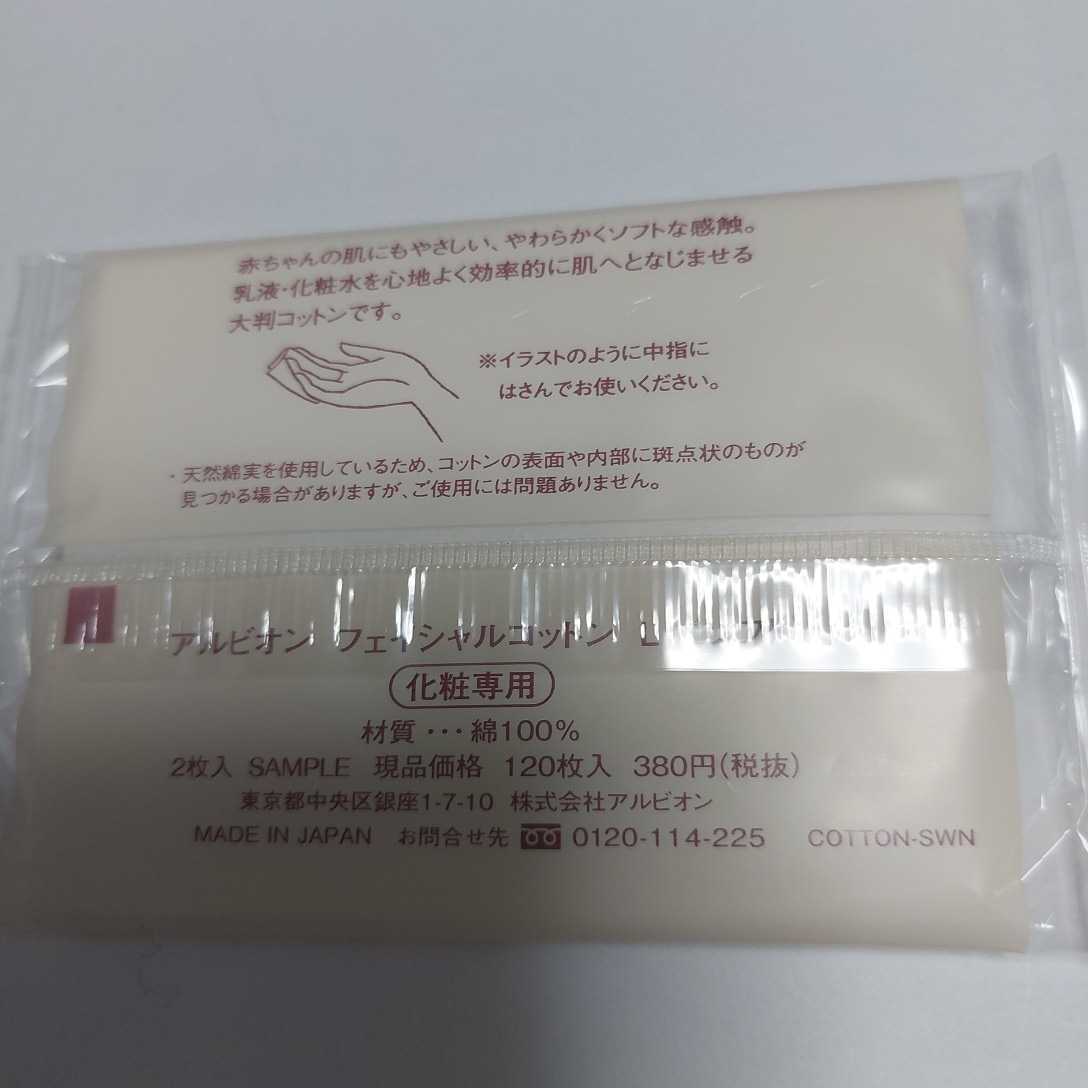 赤ちゃんの肌にもやさしい、やわらかくソフトな感触。
乳液・化粧水を心地よく効率的に肌へとなじませる
大判コットンです。
※イラストのように中指に
はさんでお使いください。
・天然綿実を使用しているため、コットンの表面や内部に斑点状のものが
見つかる場合がありますが、ご使用には問題ありません。
アルビオン フェイシャルコットン
化粧専用
材質・・・綿100%
2枚入 SAMPLE 現品価格 120枚入 380円(税抜)
東京都中央区銀座1-7-10 株式会社アルビオン
MADE IN JAPAN お問合せ先 0120-114-225 COTTON-SWN